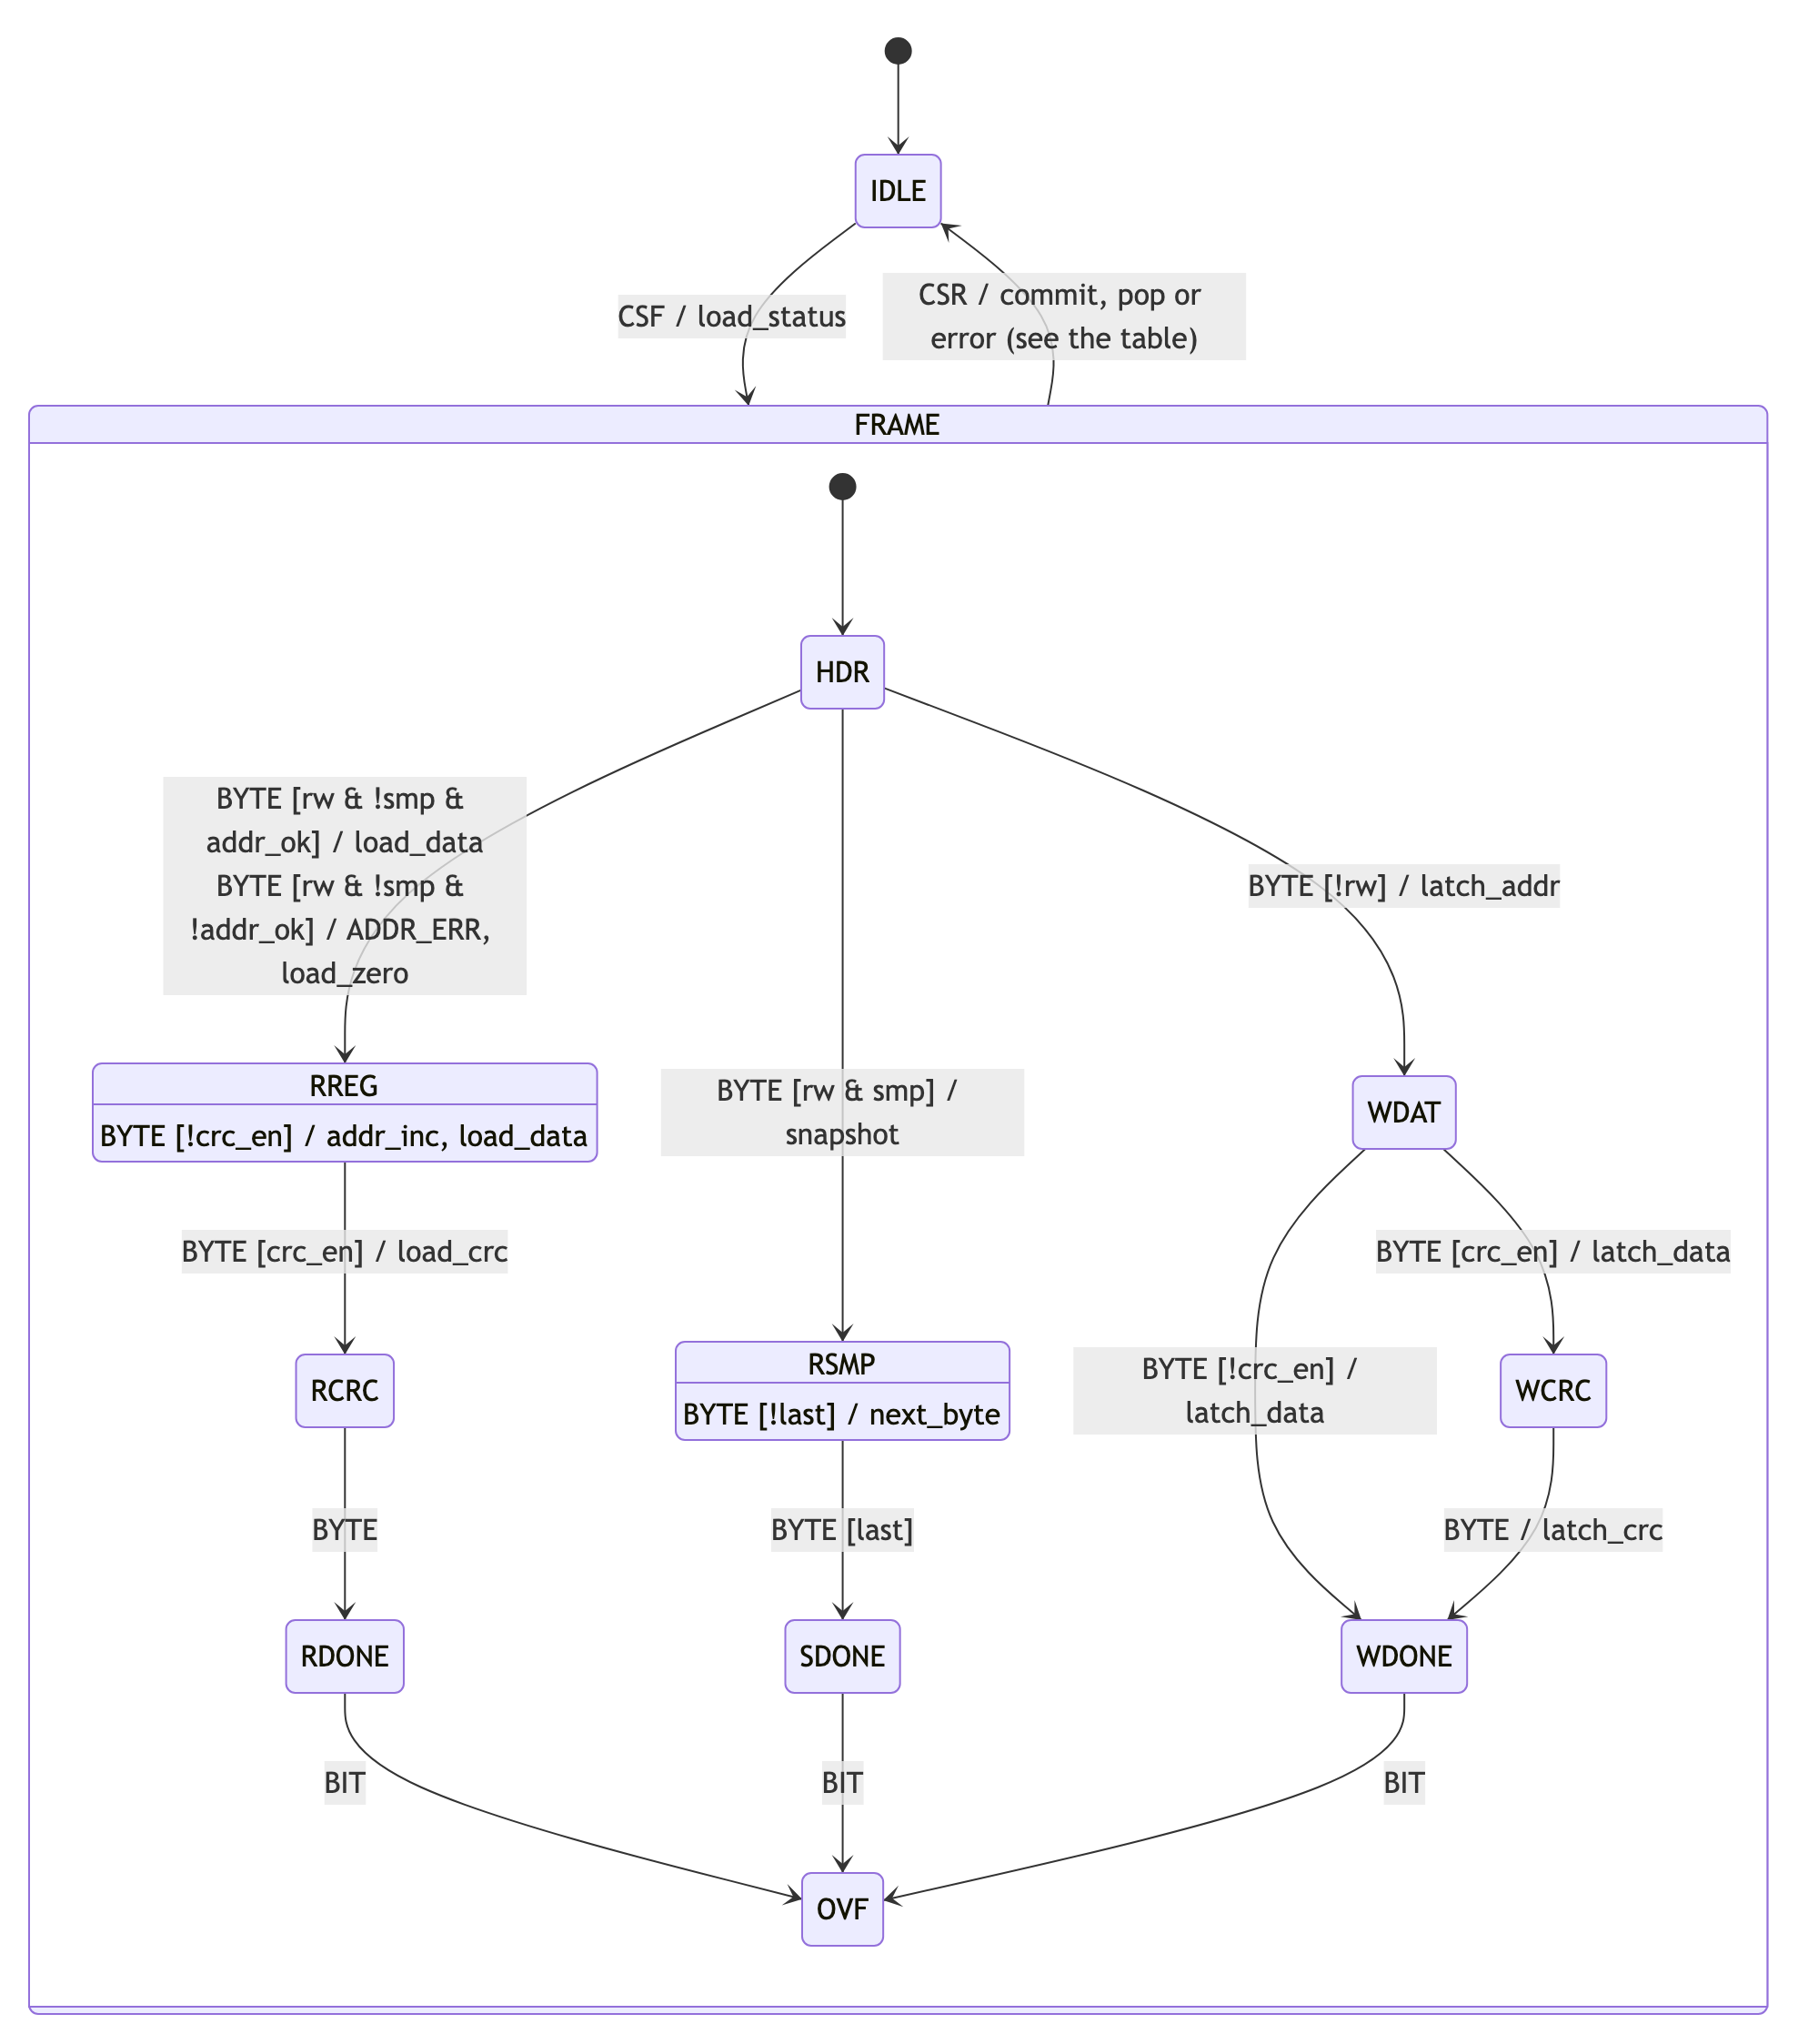 IDLE
CSF / load_status
CSR / commit, pop or
error (see the table)
FRAME
HDR
BYTE [rw & !smp &
addr_ok] / load_data
BYTE [rw & !smp &
!addr_ok] / ADDR_ERR,
load_zero
BYTE [!rw] / latch_addr
BYTE [rw & smp] /
snapshot
RREG
BYTE [!crc_en] / addr_inc, load_data
WDAT
BYTE [crc_en] / load_crc
BYTE [crc_en] / latch_data
BYTE [!crc_en] /
latch_data
RCRC
RSMP
BYTE [!last] / next_byte
WCRC
BYTE
BYTE [last]
BYTE / latch_crc
RDONE
SDONE
WDONE
BIT
BIT
BIT
OVF